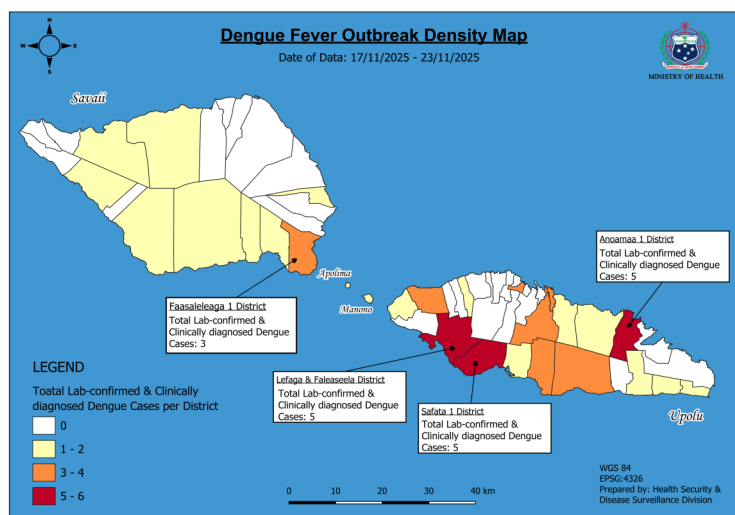 Dengue Fever Outbreak Density Map
Date of Data: 17/11/2025 - 23/11/2025
N
W
E
S
MINISTRY OF HEALTH
Savaii
Anoamaa 1 District
Total Lab-confirmed &
Clinically diagnosed Dengue
Cases: 5
Apolima
Manono
Faasaleleaga 1 District
Total Lab-confirmed &
Clinically diagnosed Dengue
Cases: 3
Lefaga & Faleaseela District
Total Lab-confirmed &
Clinically diagnosed Dengue
Cases: 5
Safata 1 District
Total Lab-confirmed &
Clinically diagnosed Dengue
Cases: 5
Upolu
LEGEND
Toatal Lab-confirmed & Clinically
diagnosed Dengue Cases per District
0
1 - 2
3 - 4
5 - 6
0 10 20 30 40 km
WGS 84
EPSG:4326
Prepared by: Health Security &
Disease Surveillance Division